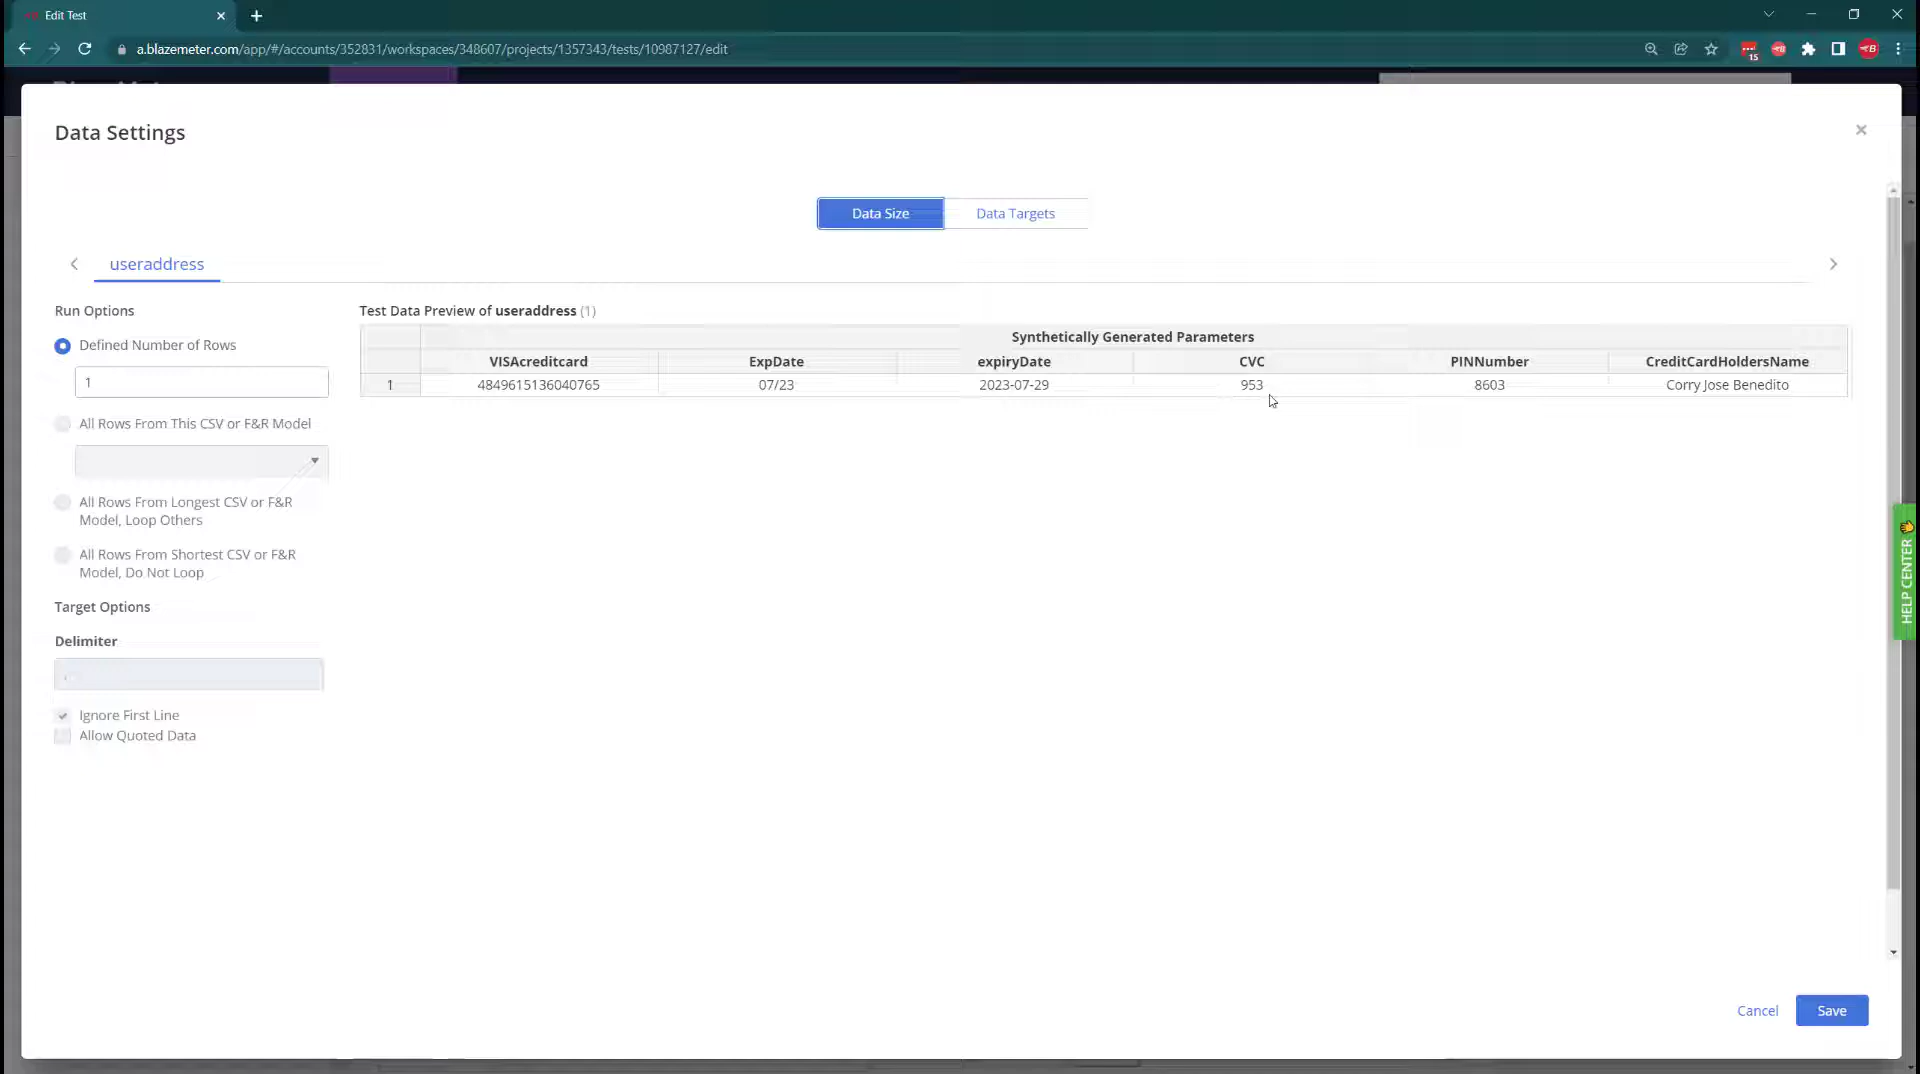 Edit Test
a.blazemeter.com/app/#/accounts/352831/workspaces/348607/projects/1357343/tests/10987127/edit
15
Data Settings
Data Size Data Targets
useraddress
Run Options
Defined Number of Rows
1
All Rows From This CSV or F&R Model
All Rows From Longest CSV or F&R
Model, Loop Others
All Rows From Shortest CSV or F&R
Model, Do Not Loop
Target Options
Delimiter
,
Ignore First Line
Allow Quoted Data
Test Data Preview of useraddress (1)
Synthetically Generated Parameters
VISAcreditcard ExpDate expiryDate CVC PINNumber CreditCardHoldersName
1 4849615136040765 07/23 2023-07-29 953 8603 Corry Jose Benedito
HELP CENTER
Cancel Save